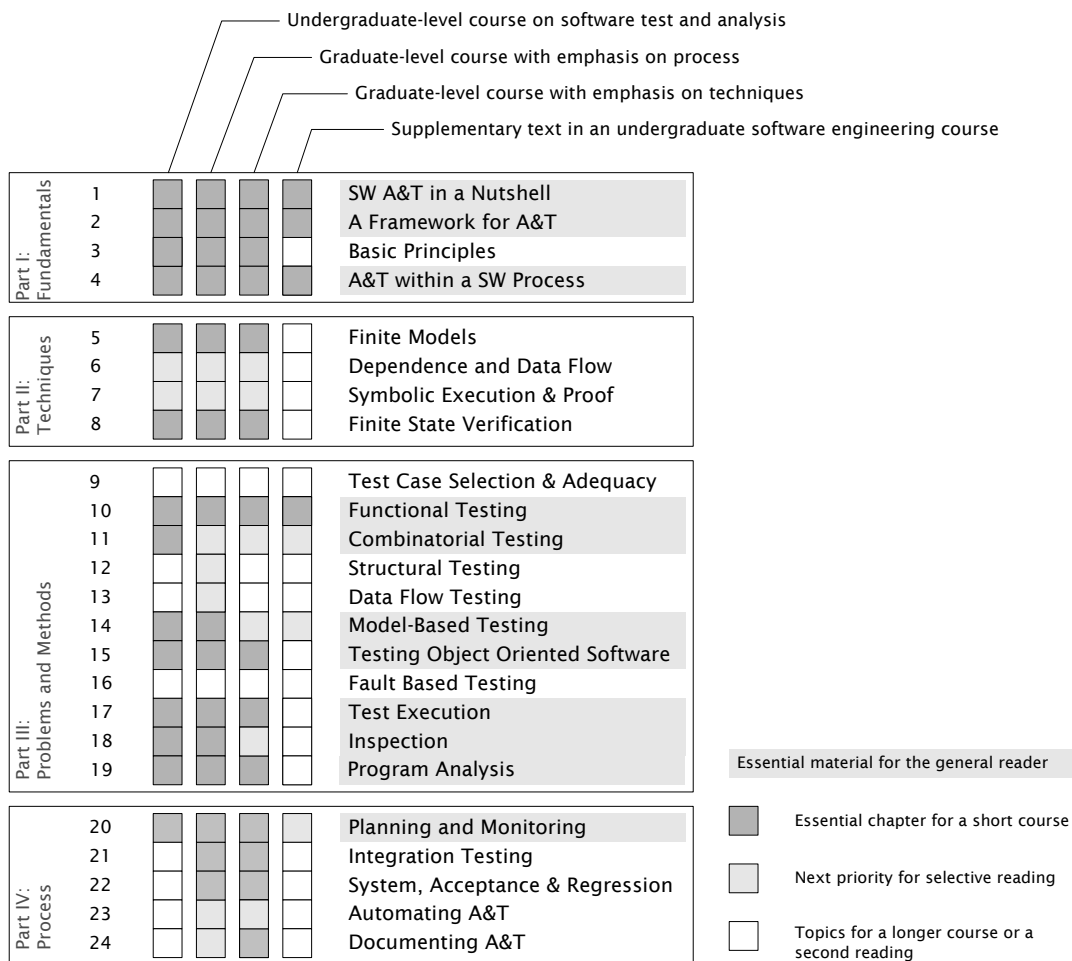 Undergraduate-level course on software test and analysis
Graduate-level course with emphasis on process
Graduate-level course with emphasis on techniques
Supplementary text in an undergraduate software engineering course
Part I:
Fundamentals
1 SW A&T in a Nutshell
2 A Framework for A&T
3 Basic Principles
4 A&T within a SW Process
Part II:
Techniques
5 Finite Models
6 Dependence and Data Flow
7 Symbolic Execution & Proof
8 Finite State Verification
Part III:
Problems and Methods
9 Test Case Selection & Adequacy
10 Functional Testing
11 Combinatorial Testing
12 Structural Testing
13 Data Flow Testing
14 Model-Based Testing
15 Testing Object Oriented Software
16 Fault Based Testing
17 Test Execution
18 Inspection
19 Program Analysis
Part IV:
Process
20 Planning and Monitoring
21 Integration Testing
22 System, Acceptance & Regression
23 Automating A&T
24 Documenting A&T
Essential material for the general reader
Essential chapter for a short course
Next priority for selective reading
Topics for a longer course or a
second reading